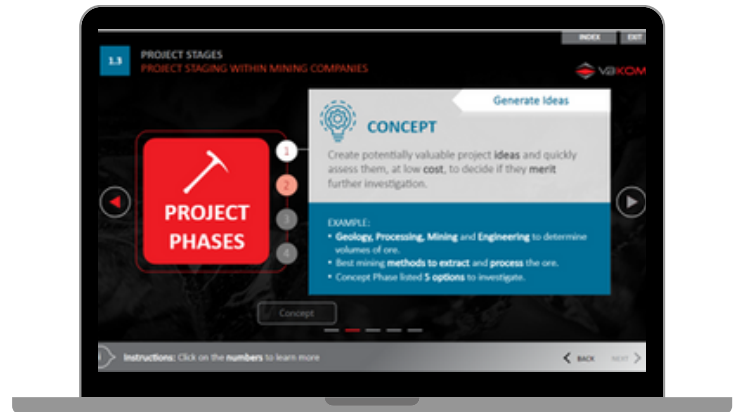 INDEX EXIT
1.3 PROJECT STAGES
PROJECT STAGING WITHIN MINING COMPANIES
VAKOM
Generate Ideas
CONCEPT
Create potentially valuable project ideas and quickly
assess them, at low cost, to decide if they merit
further investigation.
1
2
3
4
PROJECT
PHASES
EXAMPLE:
• Geology, Processing, Mining and Engineering to determine
volumes of ore.
• Best mining methods to extract and process the ore.
• Concept Phase listed 5 options to investigate.
Concept
Instructions: Click on the numbers to learn more
BACK NEXT